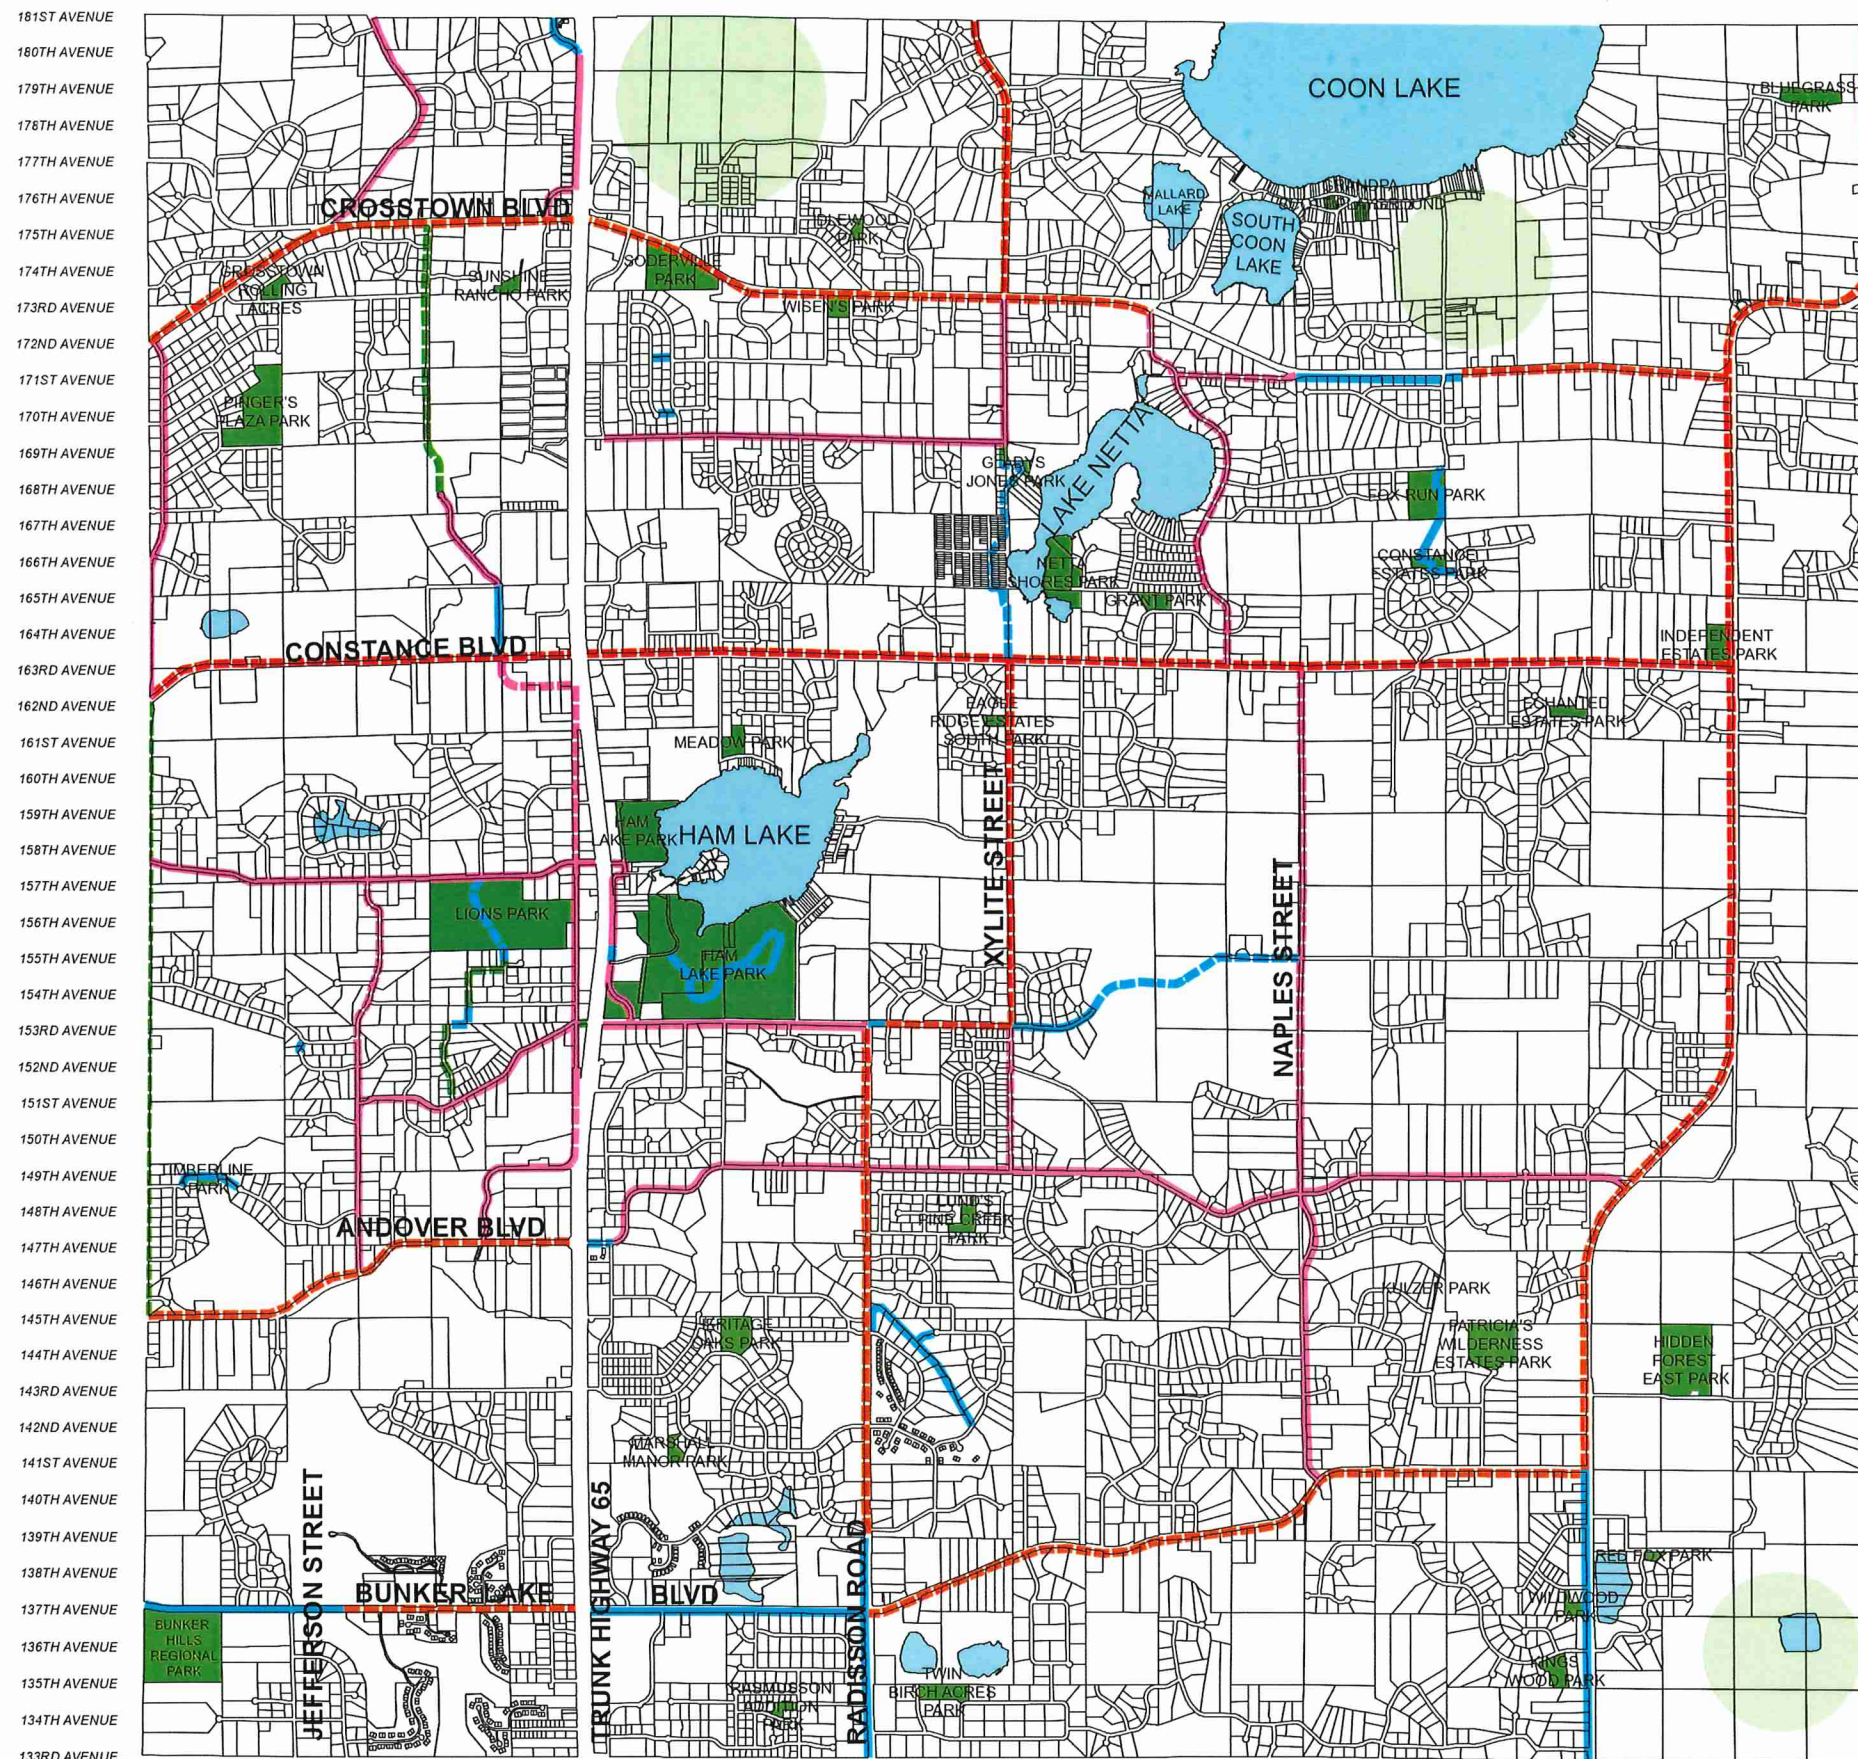 181ST AVENUE
180TH AVENUE
179TH AVENUE
178TH AVENUE
177TH AVENUE
176TH AVENUE
175TH AVENUE
174TH AVENUE
173RD AVENUE
172ND AVENUE
171ST AVENUE
170TH AVENUE
169TH AVENUE
168TH AVENUE
167TH AVENUE
166TH AVENUE
165TH AVENUE
164TH AVENUE
163RD AVENUE
162ND AVENUE
161ST AVENUE
160TH AVENUE
159TH AVENUE
158TH AVENUE
157TH AVENUE
156TH AVENUE
155TH AVENUE
154TH AVENUE
153RD AVENUE
152ND AVENUE
151ST AVENUE
150TH AVENUE
149TH AVENUE
148TH AVENUE
147TH AVENUE
146TH AVENUE
145TH AVENUE
144TH AVENUE
143RD AVENUE
142ND AVENUE
141ST AVENUE
140TH AVENUE
139TH AVENUE
138TH AVENUE
137TH AVENUE
136TH AVENUE
135TH AVENUE
134TH AVENUE
133RD AVENUE
COON LAKE
BLUEGRASS
PARK
MALLARD
LAKE
GRANDPA
PLAYGROUND
SOUTH
COON
LAKE
CROSSTOWN BLVD
IDLEWOOD
PARK
SODERVILLE
PARK
CROSSTOWN
ROLLING
ACRES
SUNSHINE
RANCHO PARK
WISEN'S PARK
PINGER'S
PLAZA PARK
GLADYS
JONES PARK
LAKE NETTA
FOX RUN PARK
NETTA
SHORES PARK
CONSTANCE
ESTATES PARK
GRANT PARK
CONSTANCE BLVD
INDEPENDENT
ESTATES PARK
EAGLE
RIDGE ESTATES
SOUTH PARK
ECHANTED
ESTATES PARK
MEADOW PARK
HAM
LAKE PARK
HAM LAKE
XYLITE STREET
NAPLES STREET
LIONS PARK
HAM
LAKE PARK
TIMBERLINE
PARK
ANDOVER BLVD
LUND'S
PINE CREEK
PARK
KULZER PARK
HERITAGE
OAKS PARK
PATRICIA'S
WILDERNESS
ESTATES PARK
HIDDEN
FOREST
EAST PARK
MARSHALL
MANOR PARK
JEFFERSON STREET
TRUNK HIGHWAY 65
RADISSON ROAD
RED FOX PARK
BUNKER LAKE
BLVD
WILDWOOD
PARK
BUNKER
HILLS
REGIONAL
PARK
KINGS
WOOD PARK
TWIN
BIRCH ACRES
PARK
RASMUSSON
ADDITION
PARK